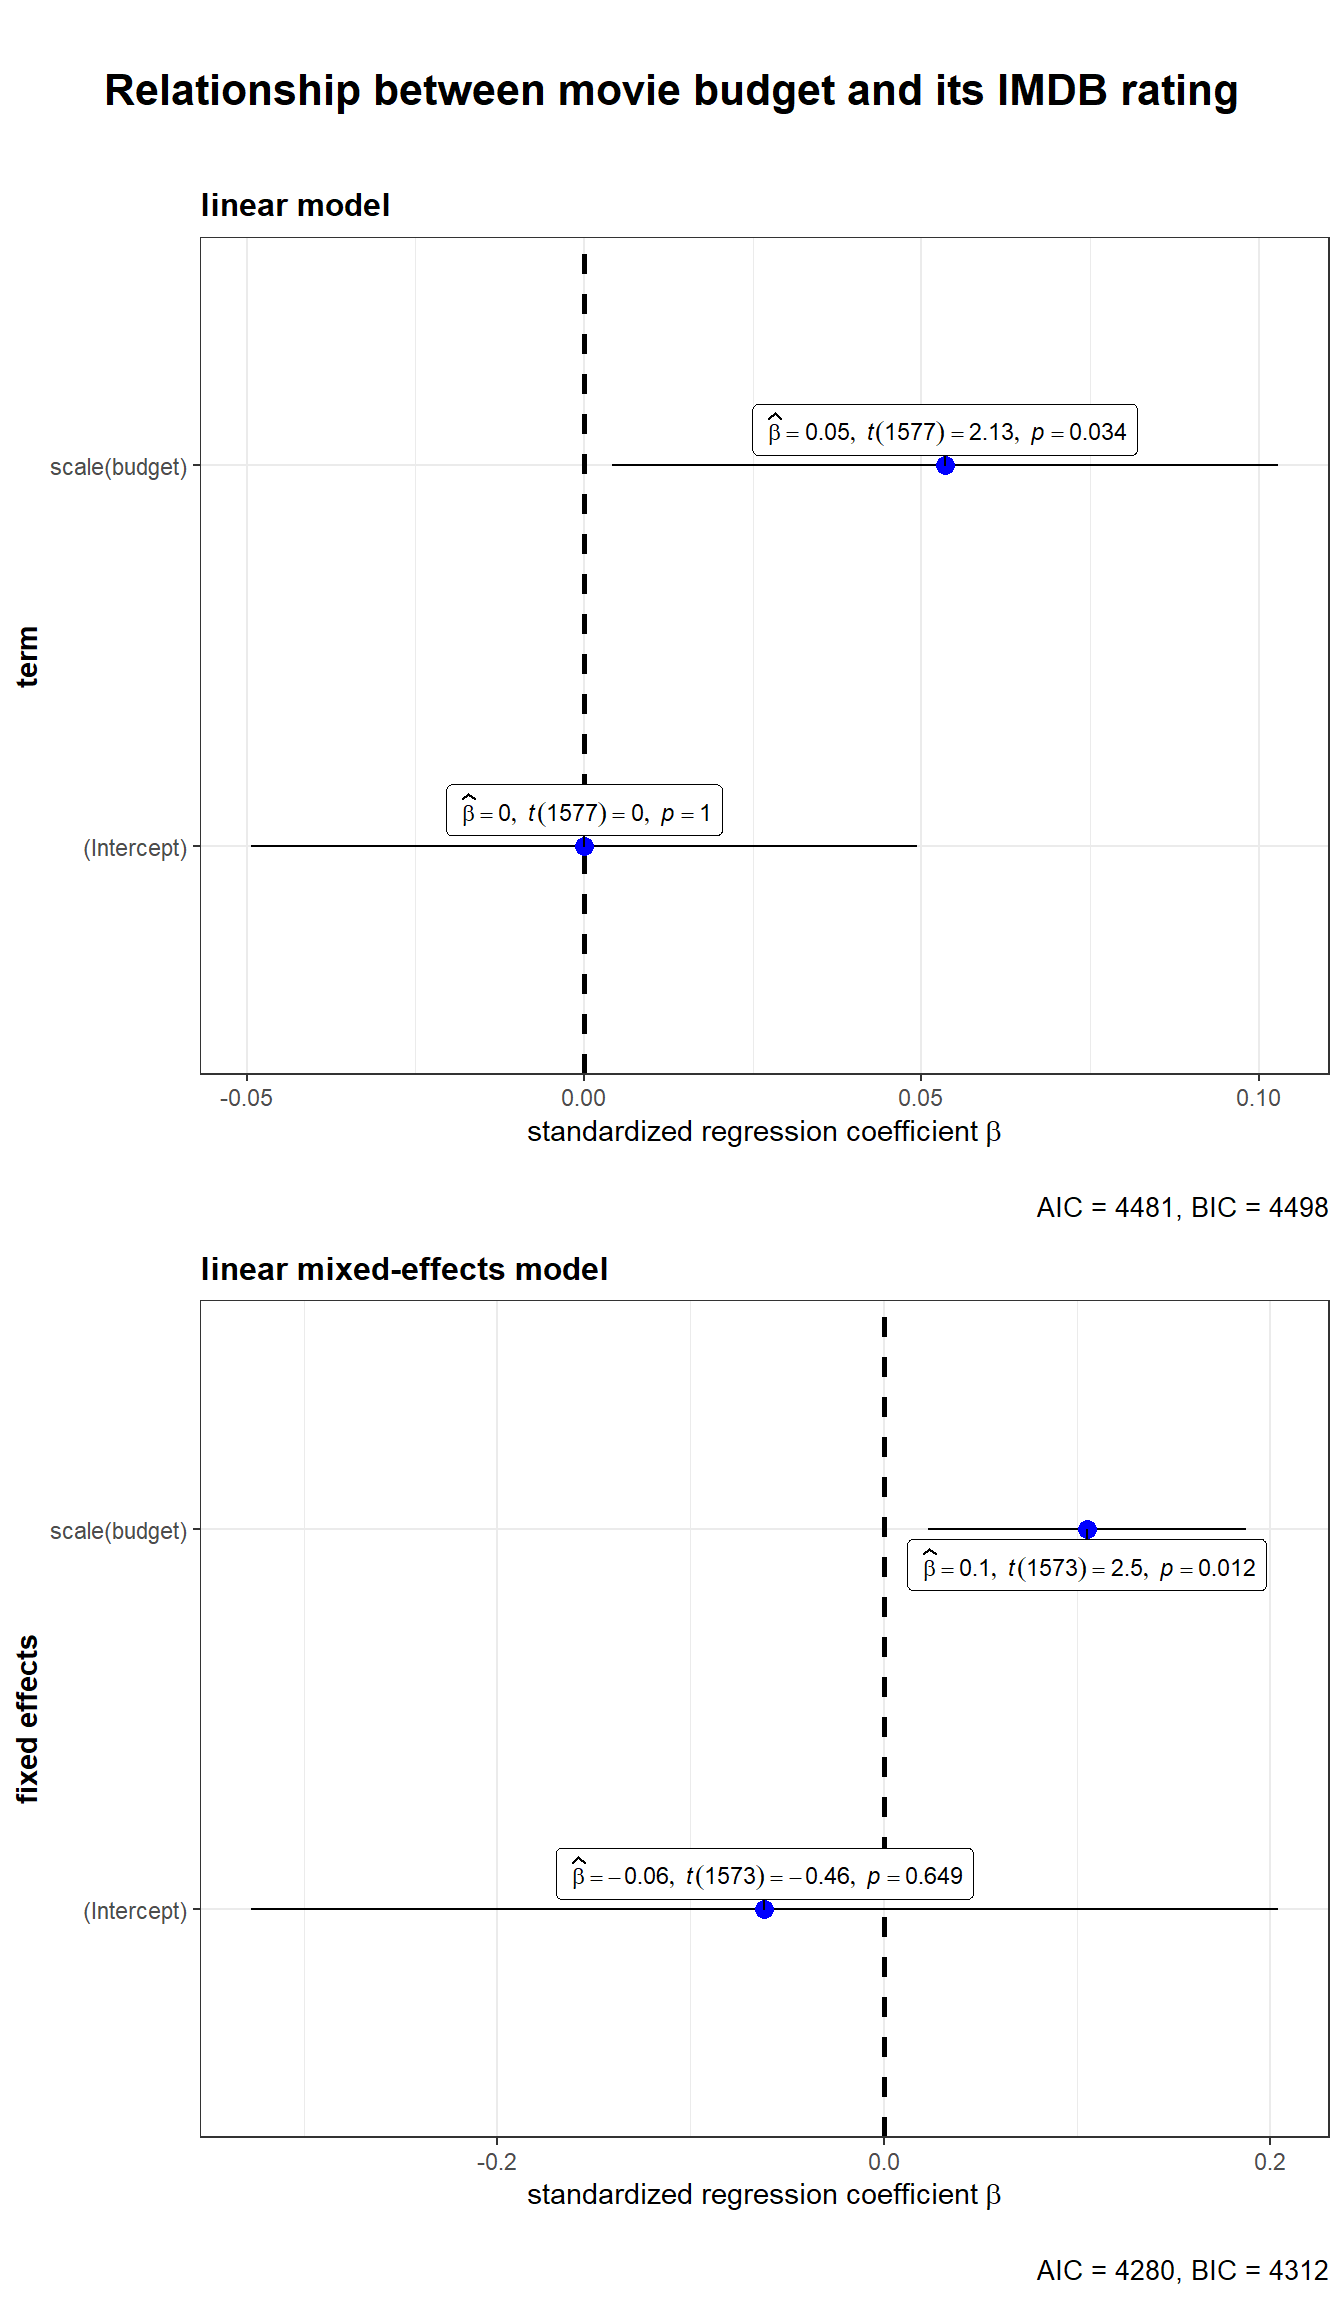 Relationship between movie budget and its IMDB rating
linear model
β̂ = 0.05, t(1577) = 2.13, p = 0.034
scale(budget)
term
β̂ = 0, t(1577) = 0, p = 1
(Intercept)
-0.05 0.00 0.05 0.10
standardized regression coefficient β
AIC = 4481, BIC = 4498
linear mixed-effects model
scale(budget)
β̂ = 0.1, t(1573) = 2.5, p = 0.012
fixed effects
β̂ = −0.06, t(1573) = −0.46, p = 0.649
(Intercept)
-0.2 0.0 0.2
standardized regression coefficient β
AIC = 4280, BIC = 4312